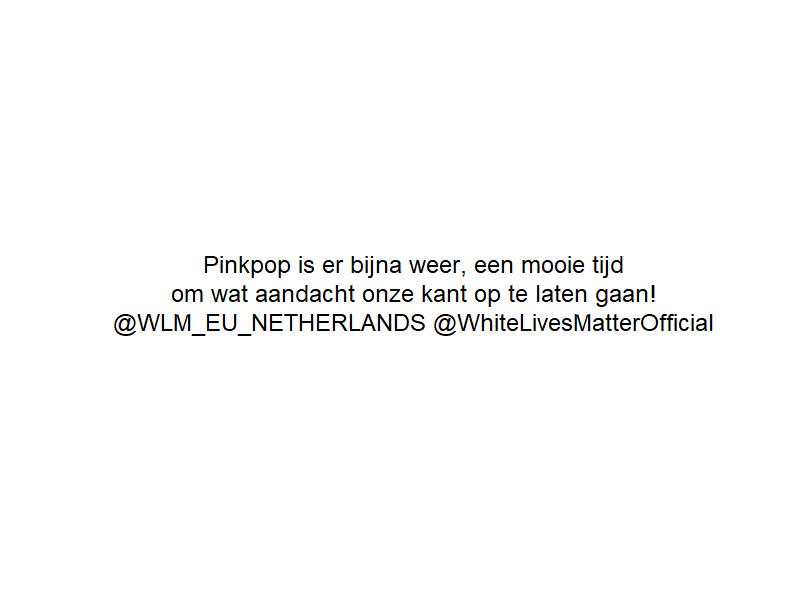 Pinkpop is er bijna weer, een mooie tijd
om wat aandacht onze kant op te laten gaan!
@WLM_EU_NETHERLANDS @WhiteLivesMatterOfficial